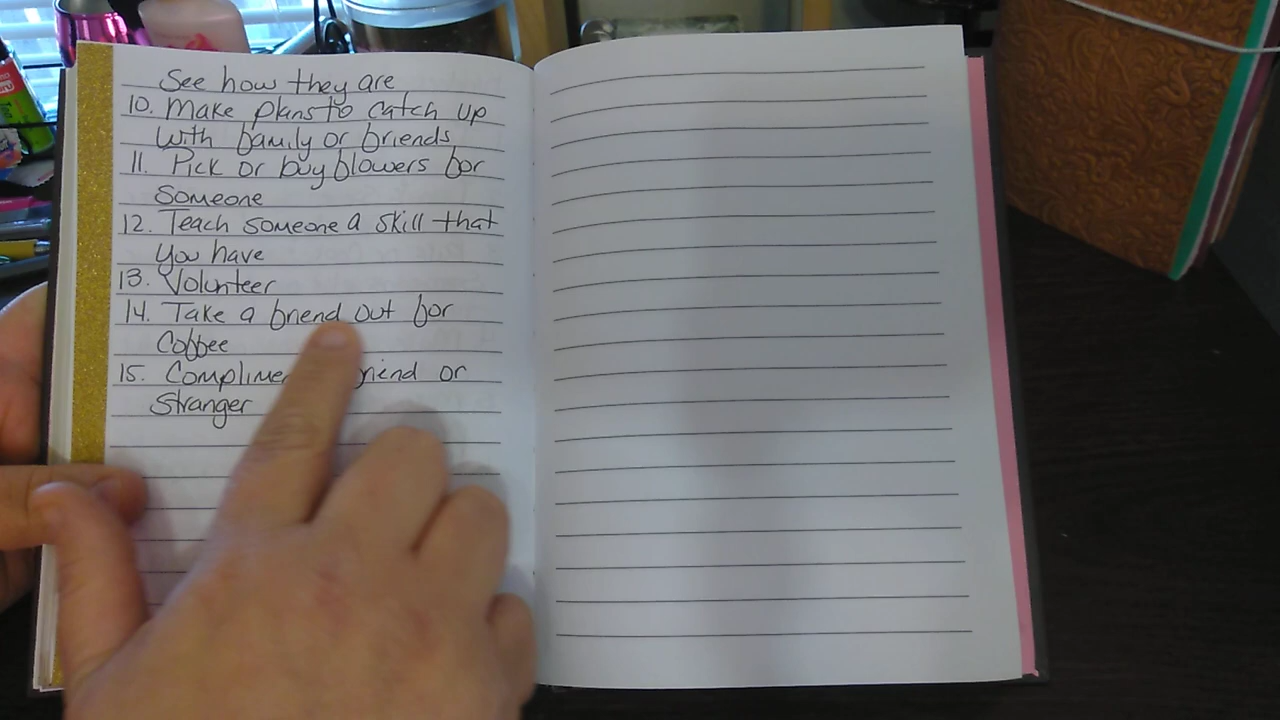 See how they are
10. Make plans to catch up
with family or friends
11. Pick or buy flowers for
someone
12. Teach someone a skill that
you have
13. Volunteer
14. Take a friend out for
Coffee
15. or
Stranger